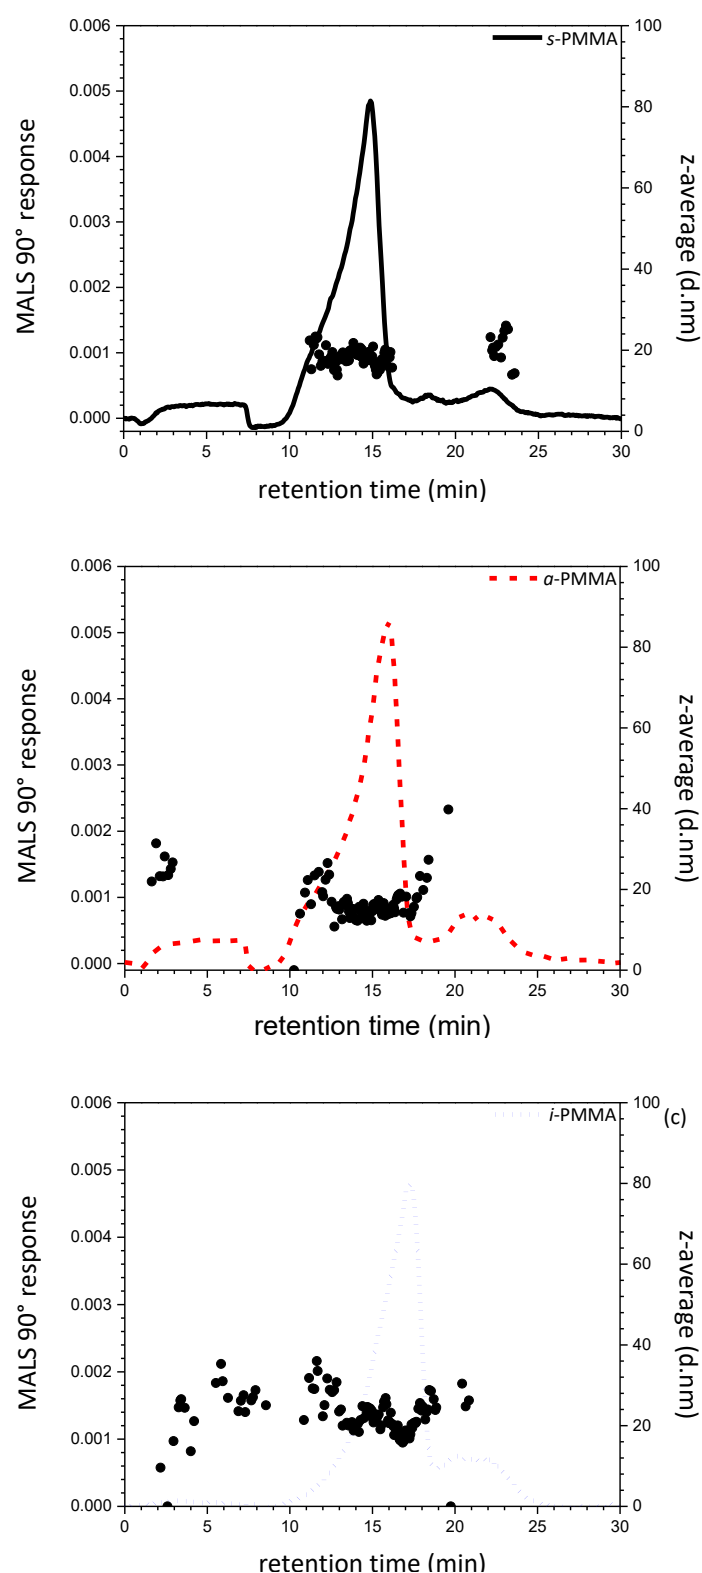 s-PMMA
0.006
0.005
0.004
0.003
0.002
0.001
0.000
MALS 90° response
100
80
60
40
20
0
z-average (d.nm)
0 5 10 15 20 25 30
retention time (min)
a-PMMA
0.006
0.005
0.004
0.003
0.002
0.001
0.000
MALS 90° response
100
80
60
40
20
0
z-average (d.nm)
0 5 10 15 20 25 30
retention time (min)
i-PMMA
(c)
0.006
0.005
0.004
0.003
0.002
0.001
0.000
MALS 90° response
100
80
60
40
20
0
z-average (d.nm)
0 5 10 15 20 25 30
retention time (min)